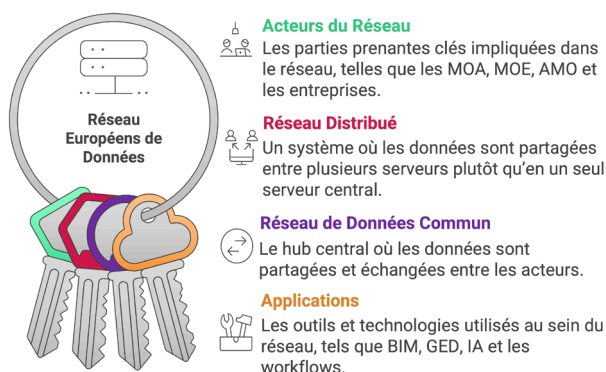 Réseau
Européens de
Données
Acteurs du Réseau
Les parties prenantes clés impliquées dans
le réseau, telles que les MOA, MOE, AMO et
les entreprises.
Réseau Distribué
Un système où les données sont partagées
entre plusieurs serveurs plutôt qu'en un seul
serveur central.
Réseau de Données Commun
Le hub central où les données sont
partagées et échangées entre les acteurs.
Applications
Les outils et technologies utilisés au sein du
réseau, tels que BIM, GED, IA et les
workflows.